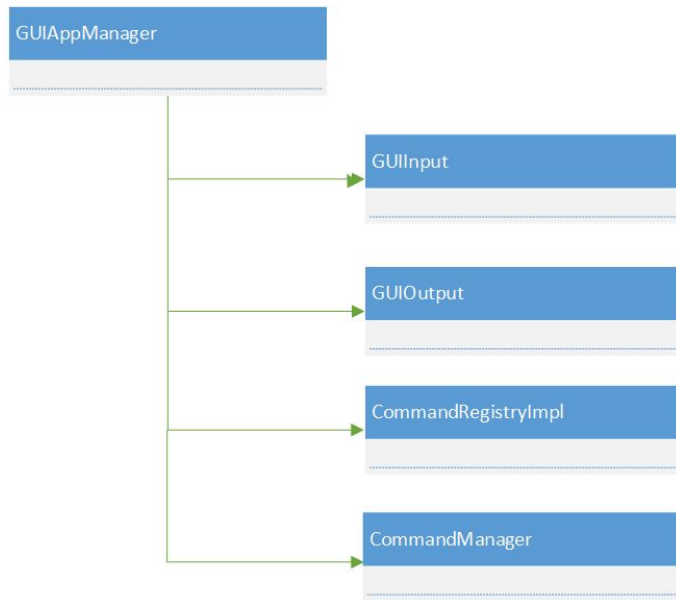 GUIAppManager
GUIInput
GUIOutput
CommandRegistryImpl
CommandManager